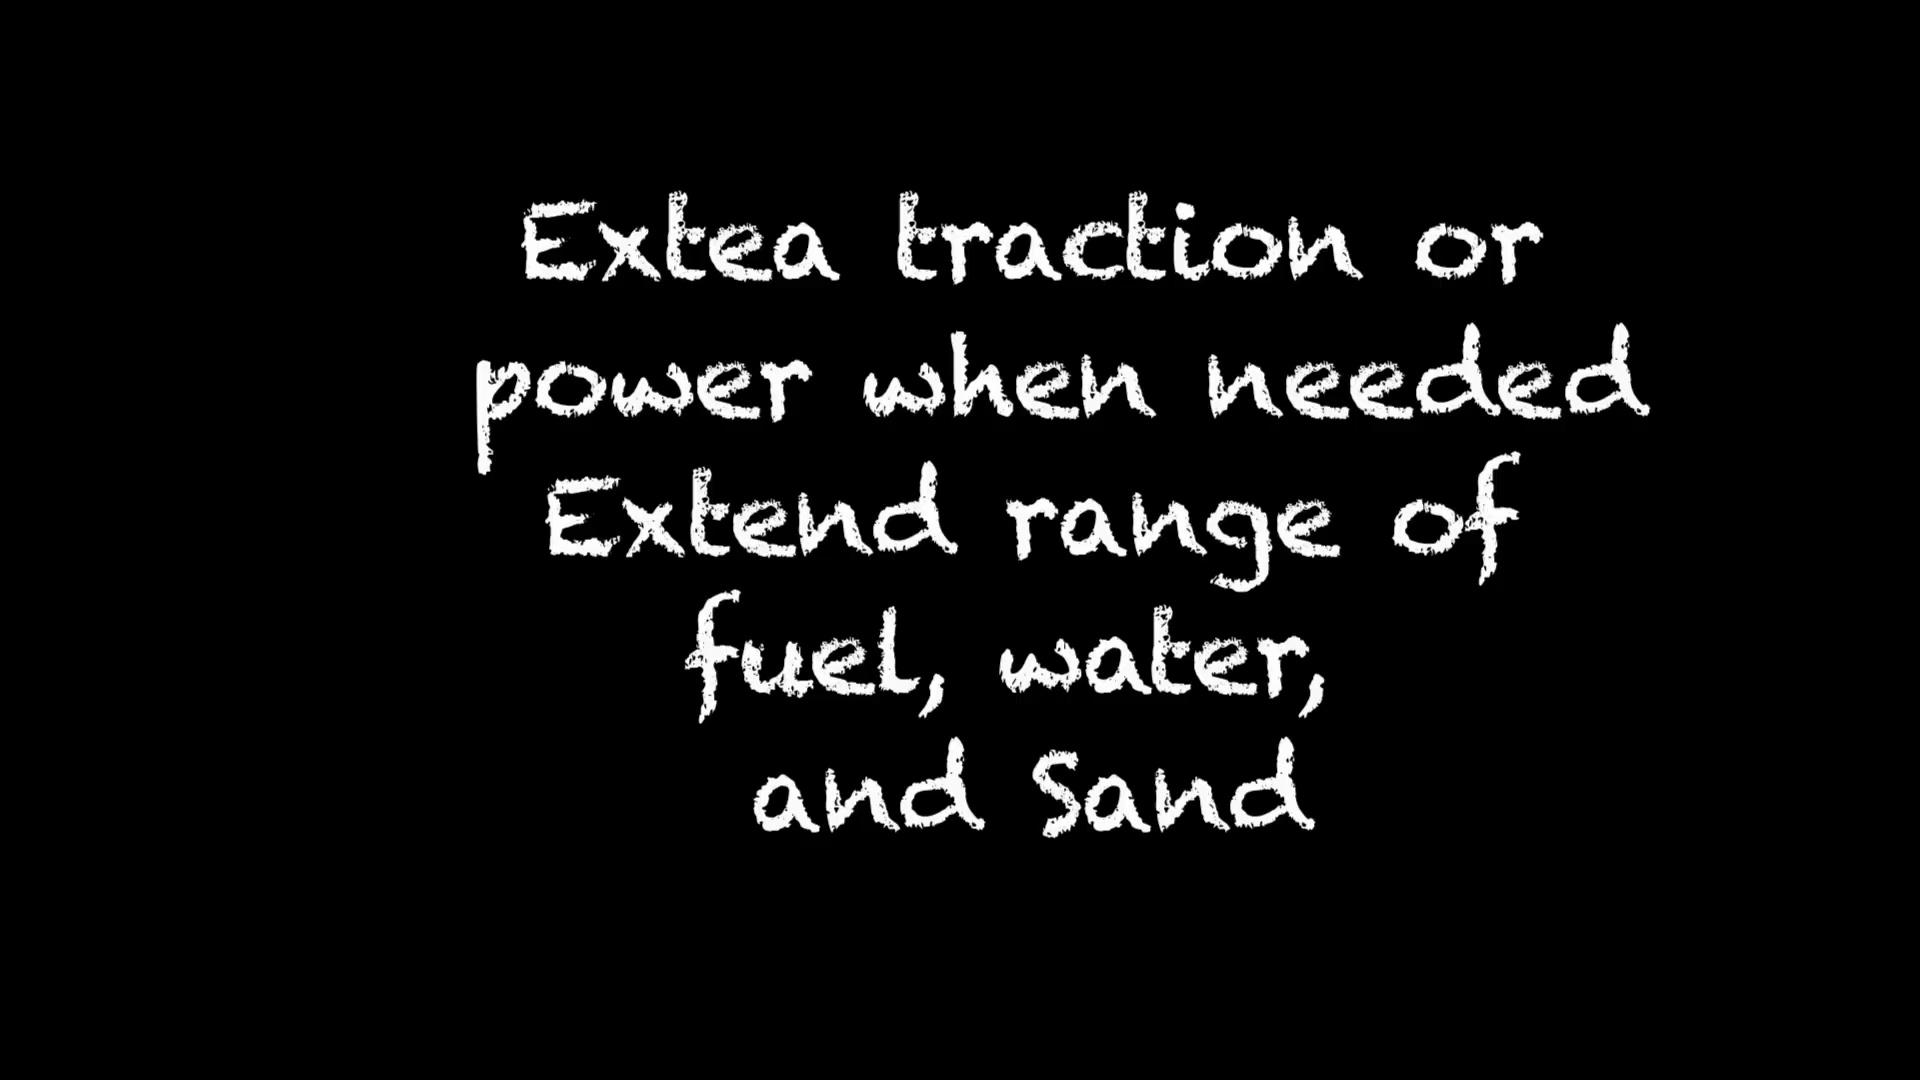 Extea traction or
power when needed
Extend range of
fuel, water,
and Sand